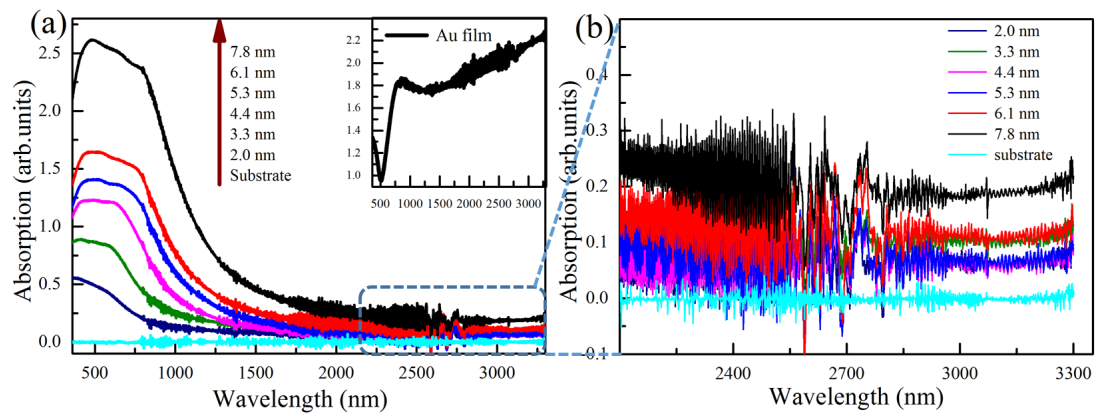 (a)
Absorption (arb.units)
2.5
2.0
1.5
1.0
0.5
0.0
500
1000
1500
2000
2500
3000
Wavelength (nm)
7.8 nm
6.1 nm
5.3 nm
4.4 nm
3.3 nm
2.0 nm
Substrate
Au film
2.2
2.0
1.8
1.6
1.4
1.2
1.0
500 1000 1500 2000 2500 3000
(b)
Absorption (arb.units)
0.4
0.3
0.2
0.1
0.0
-0.1
2400
2700
3000
3300
Wavelength (nm)
2.0 nm
3.3 nm
4.4 nm
5.3 nm
6.1 nm
7.8 nm
substrate